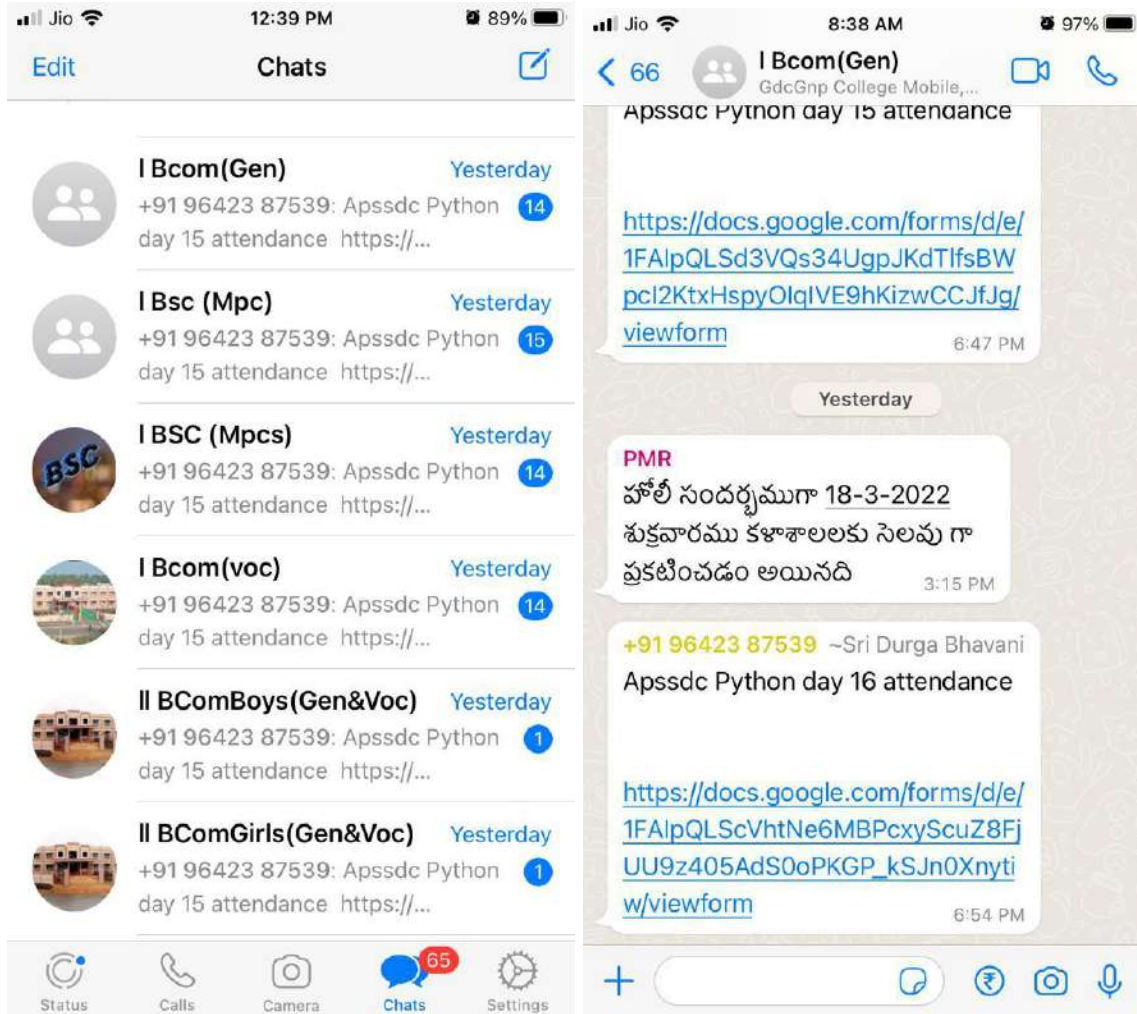 Jio 12:39 PM 89%
Edit Chats
I Bcom(Gen) Yesterday
+91 96423 87539: Apssdc Python 14
day 15 attendance https://...
I Bsc (Mpc) Yesterday
+91 96423 87539: Apssdc Python 15
day 15 attendance https://...
BSC
I BSC (Mpcs) Yesterday
+91 96423 87539: Apssdc Python 14
day 15 attendance https://...
I Bcom(voc) Yesterday
+91 96423 87539: Apssdc Python 14
day 15 attendance https://...
II BComBoys(Gen&Voc) Yesterday
+91 96423 87539: Apssdc Python 1
day 15 attendance https://...
II BComGirls(Gen&Voc) Yesterday
+91 96423 87539: Apssdc Python 1
day 15 attendance https://...
65
Status Calls Camera Chats Settings
Jio 8:38 AM 97%
66 I Bcom(Gen)
GdcGnp College Mobile,...
Apssdc Python day 15 attendance
https://docs.google.com/forms/d/e/
1FAIpQLSd3VQs34UgpJKdTlfsBW
pcI2KtxHspyOlqIVE9hKizwCCJfJg/
viewform 6:47 PM
Yesterday
PMR
హోలీ సందర్భముగా 18-3-2022
శుక్రవారము కళాశాలలకు సెలవు గా
ప్రకటించడం అయినది 3:15 PM
+91 96423 87539 ~Sri Durga Bhavani
Apssdc Python day 16 attendance
https://docs.google.com/forms/d/e/
1FAIpQLScVhtNe6MBPcxyScuZ8Fj
UU9z405AdS0oPKGP_kSJn0Xnyti
w/viewform 6:54 PM